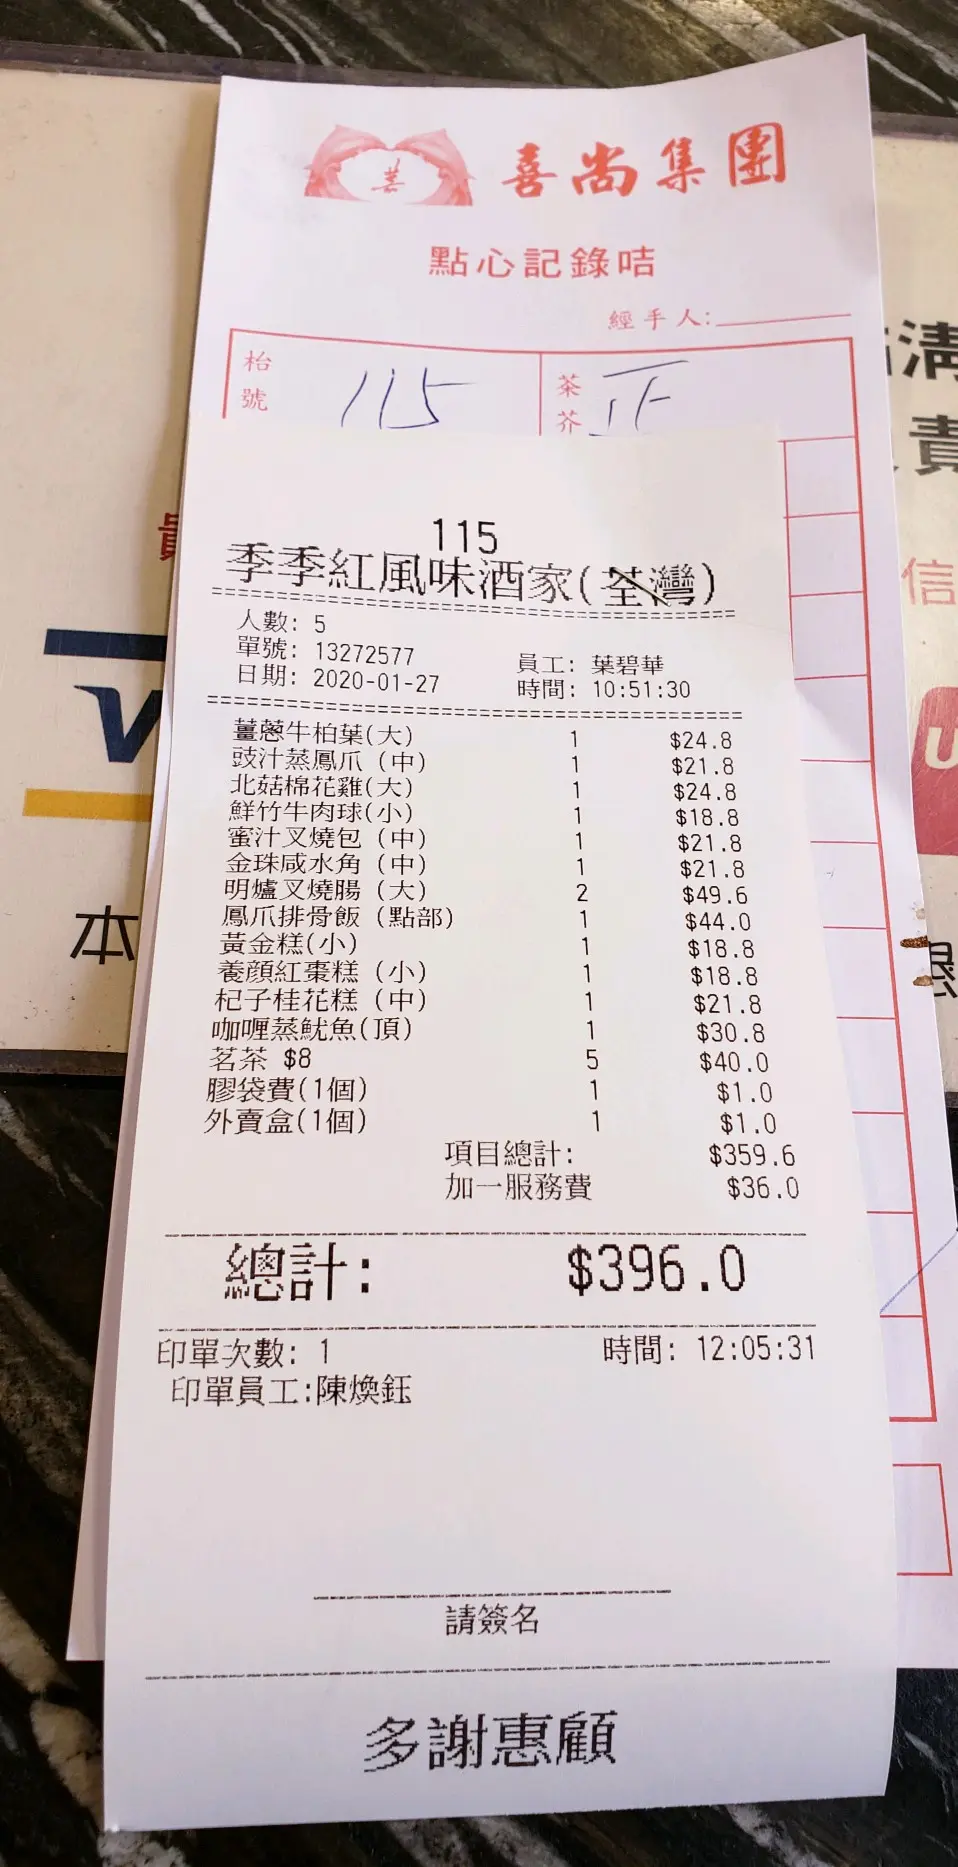 喜尚集團
點心記錄咭
經手人:
枱號 115 茶芥
115
季季紅風味酒家(荃灣)
人數: 5
單號: 13272577 員工: 葉碧華
日期: 2020-01-27 時間: 10:51:30
薑蔥牛柏葉(大) 1 $24.8
豉汁蒸鳳爪 (中) 1 $21.8
北菇棉花雞(大) 1 $24.8
鮮竹牛肉球(小) 1 $18.8
蜜汁叉燒包 (中) 1 $21.8
金珠咸水角 (中) 1 $21.8
明爐叉燒腸 (大) 2 $49.6
鳳爪排骨飯 (點部) 1 $44.0
黃金糕(小) 1 $18.8
養顏紅棗糕 (小) 1 $18.8
杞子桂花糕 (中) 1 $21.8
咖喱蒸魷魚(頂) 1 $30.8
茗茶 $8 5 $40.0
膠袋費(1個) 1 $1.0
外賣盒(1個) 1 $1.0
項目總計: $359.6
加一服務費 $36.0
總計: $396.0
印單次數: 1 時間: 12:05:31
印單員工:陳煥鈺
請簽名
多謝惠顧
本
責
信